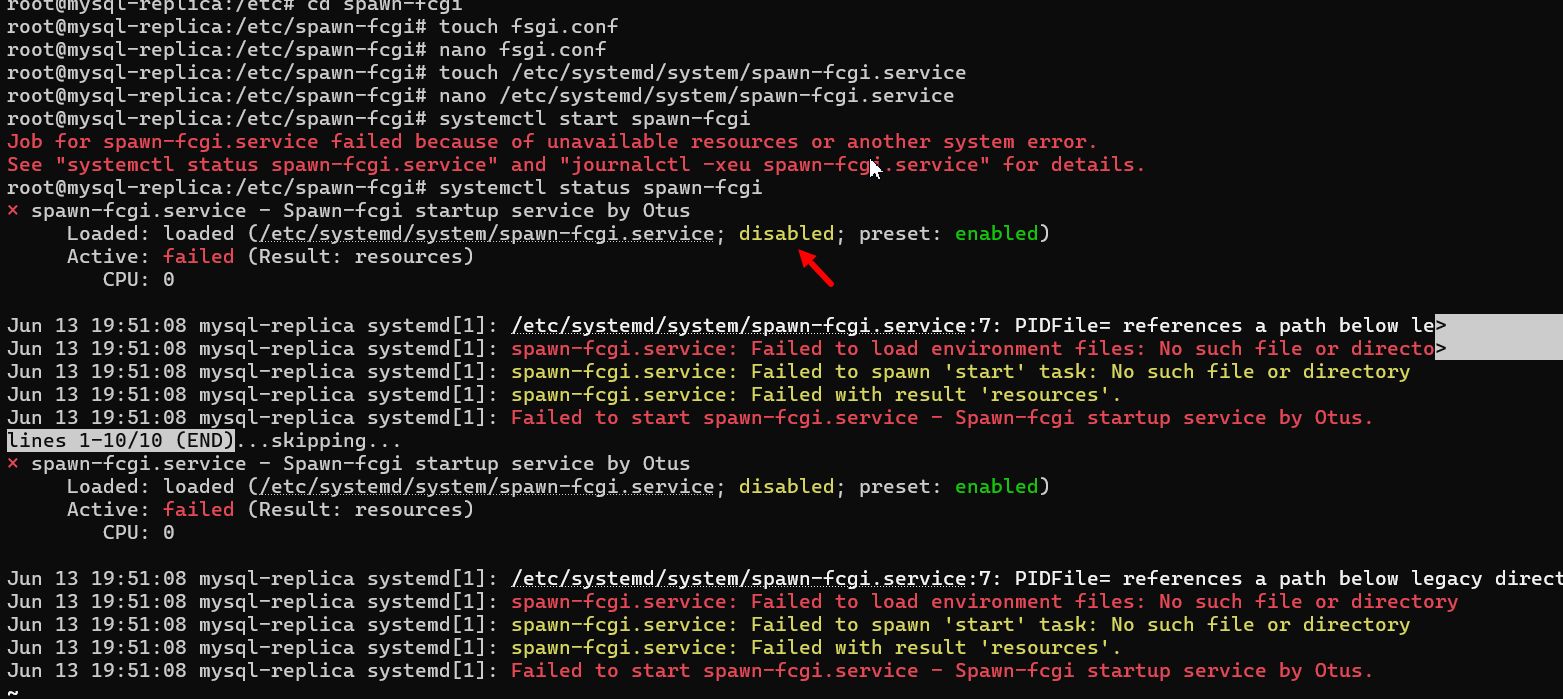 root@mysql-replica:/etc# cd spawn-fcgi
root@mysql-replica:/etc/spawn-fcgi# touch fsgi.conf
root@mysql-replica:/etc/spawn-fcgi# nano fsgi.conf
root@mysql-replica:/etc/spawn-fcgi# touch /etc/systemd/system/spawn-fcgi.service
root@mysql-replica:/etc/spawn-fcgi# nano /etc/systemd/system/spawn-fcgi.service
root@mysql-replica:/etc/spawn-fcgi# systemctl start spawn-fcgi
Job for spawn-fcgi.service failed because of unavailable resources or another system error.
See "systemctl status spawn-fcgi.service" and "journalctl -xeu spawn-fcgi.service" for details.
root@mysql-replica:/etc/spawn-fcgi# systemctl status spawn-fcgi
× spawn-fcgi.service - Spawn-fcgi startup service by Otus
Loaded: loaded (/etc/systemd/system/spawn-fcgi.service; disabled; preset: enabled)
Active: failed (Result: resources)
CPU: 0
Jun 13 19:51:08 mysql-replica systemd[1]: /etc/systemd/system/spawn-fcgi.service:7: PIDFile= references a path below le>
Jun 13 19:51:08 mysql-replica systemd[1]: spawn-fcgi.service: Failed to load environment files: No such file or directo>
Jun 13 19:51:08 mysql-replica systemd[1]: spawn-fcgi.service: Failed to spawn 'start' task: No such file or directory
Jun 13 19:51:08 mysql-replica systemd[1]: spawn-fcgi.service: Failed with result 'resources'.
Jun 13 19:51:08 mysql-replica systemd[1]: Failed to start spawn-fcgi.service - Spawn-fcgi startup service by Otus.
lines 1-10/10 (END)...skipping...
× spawn-fcgi.service - Spawn-fcgi startup service by Otus
Loaded: loaded (/etc/systemd/system/spawn-fcgi.service; disabled; preset: enabled)
Active: failed (Result: resources)
CPU: 0
Jun 13 19:51:08 mysql-replica systemd[1]: /etc/systemd/system/spawn-fcgi.service:7: PIDFile= references a path below legacy direct
Jun 13 19:51:08 mysql-replica systemd[1]: spawn-fcgi.service: Failed to load environment files: No such file or directory
Jun 13 19:51:08 mysql-replica systemd[1]: spawn-fcgi.service: Failed to spawn 'start' task: No such file or directory
Jun 13 19:51:08 mysql-replica systemd[1]: spawn-fcgi.service: Failed with result 'resources'.
Jun 13 19:51:08 mysql-replica systemd[1]: Failed to start spawn-fcgi.service - Spawn-fcgi startup service by Otus.
~